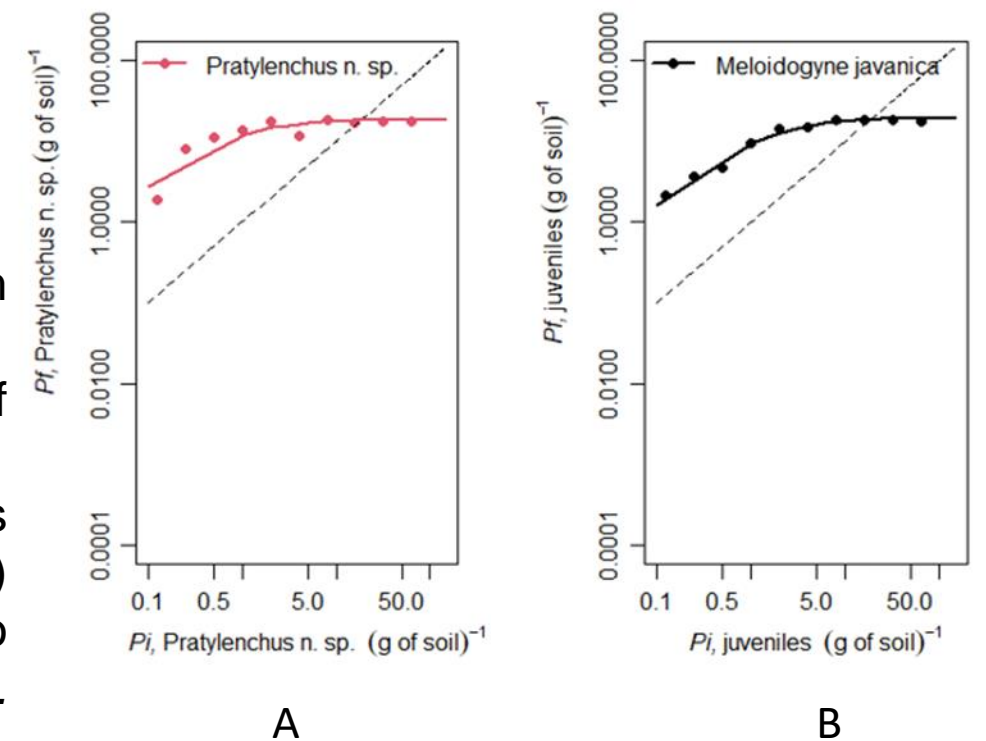 n
f
s
)
o
.
Pratylenchus n. sp.
Pf, Pratylenchus n. sp. (g of soil)⁻¹
100.0000
1.0000
0.0100
0.0001
0.1 0.5 5.0 50.0
Pi, Pratylenchus n. sp. (g of soil)⁻¹
A
Meloidogyne javanica
Pf, juveniles (g of soil)⁻¹
100.0000
1.0000
0.0100
0.0001
0.1 0.5 5.0 50.0
Pi, juveniles (g of soil)⁻¹
B